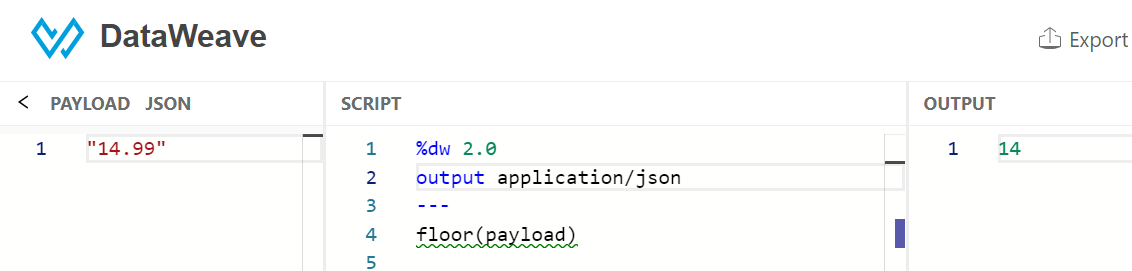 DataWeave
Export
< PAYLOAD JSON
SCRIPT
OUTPUT
1 "14.99"
1 %dw 2.0
2 output application/json
3 ---
4 floor(payload)
5
1 14